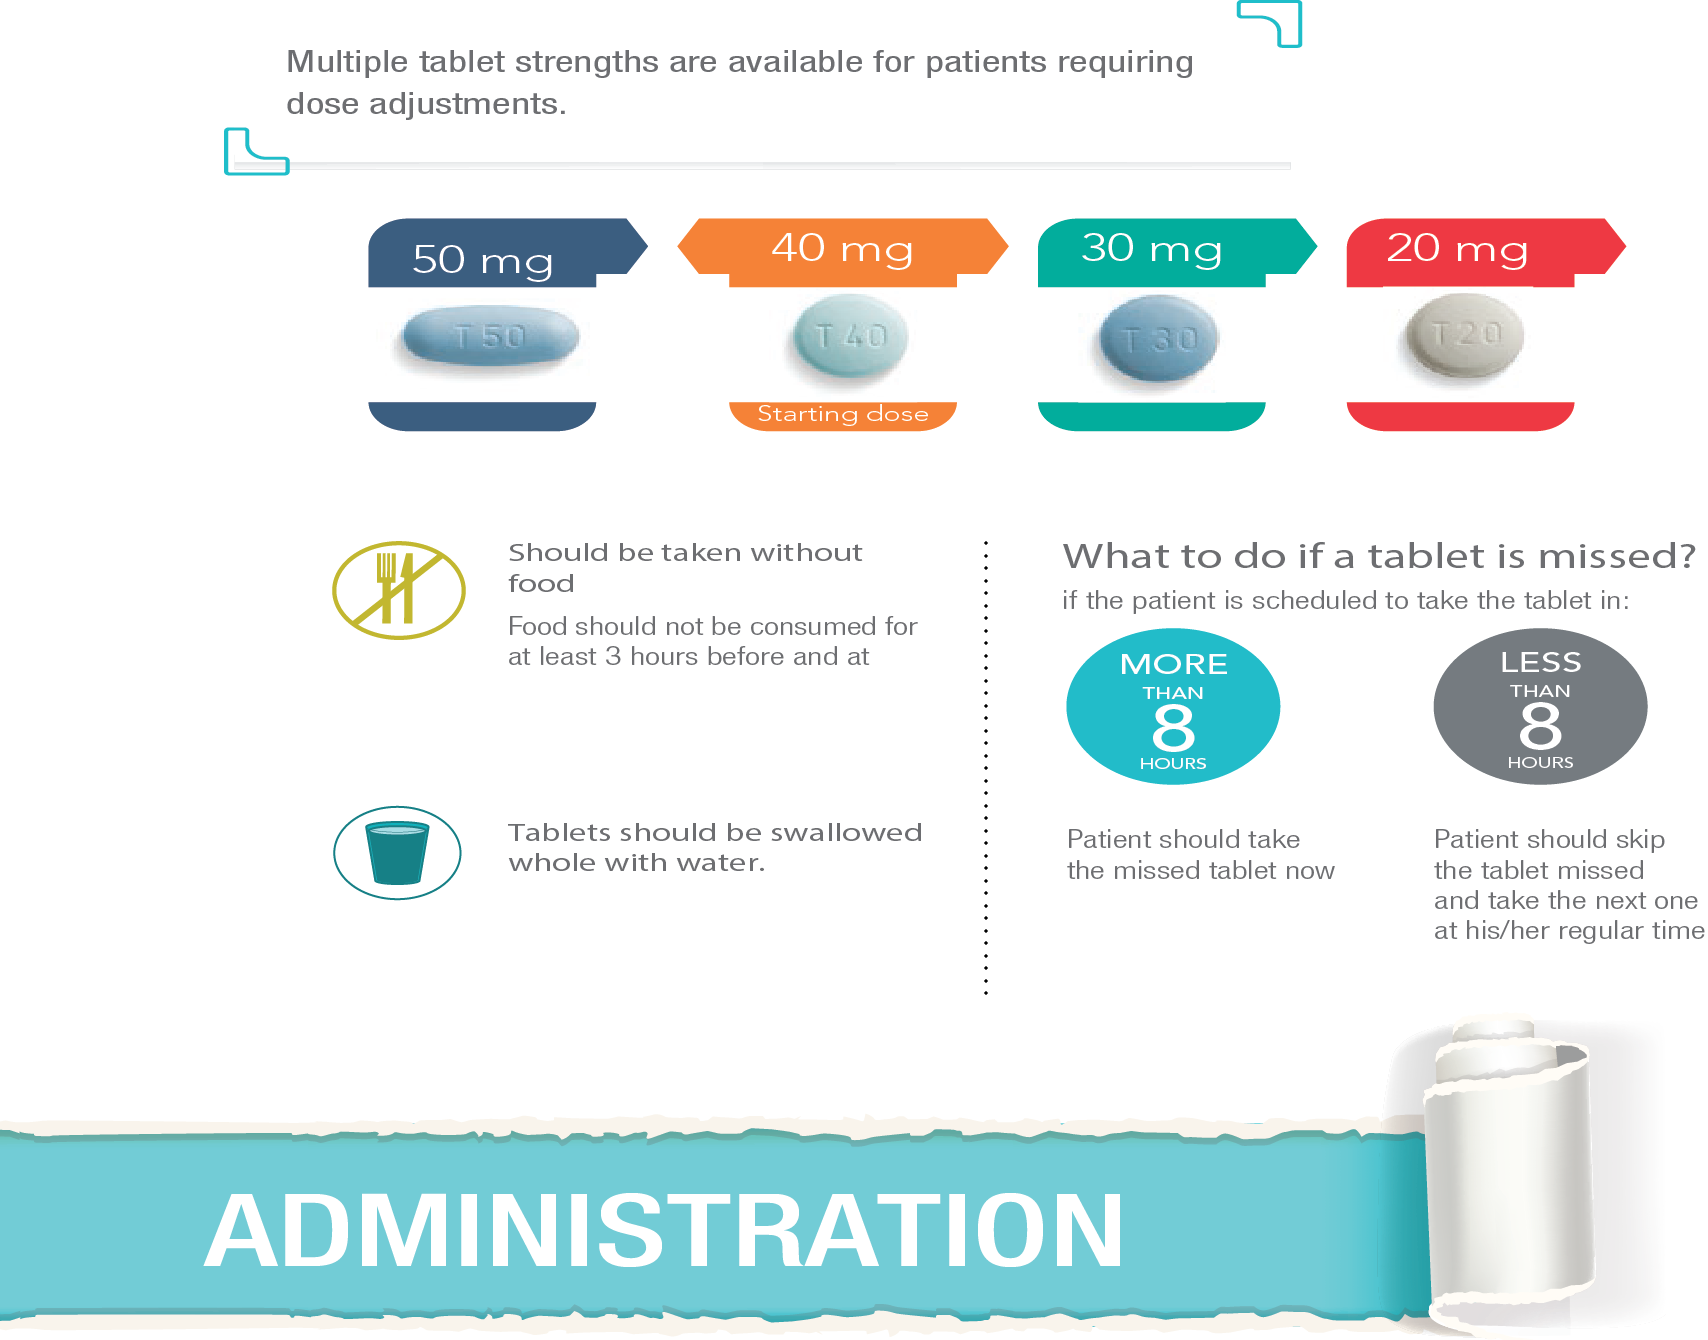 Multiple tablet strengths are available for patients requiring
dose adjustments.
50 mg
40 mg
30 mg
20 mg
T 50
T 40
T 30
T 20
Starting dose
Should be taken without
food
Food should not be consumed for
at least 3 hours before and at
Tablets should be swallowed
whole with water.
What to do if a tablet is missed?
if the patient is scheduled to take the tablet in:
MORE
THAN
8
HOURS
Patient should take
the missed tablet now
LESS
THAN
8
HOURS
Patient should skip
the tablet missed
and take the next one
at his/her regular time
ADMINISTRATION